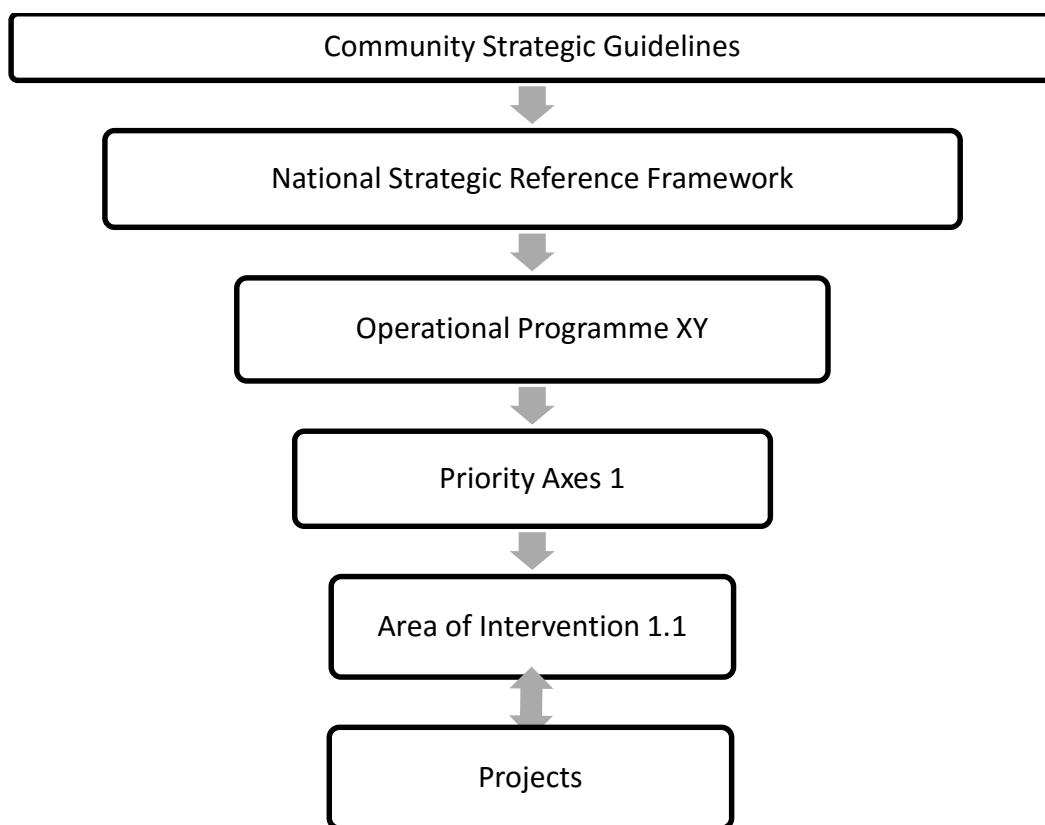 Community Strategic Guidelines
National Strategic Reference Framework
Operational Programme XY
Priority Axes 1
Area of Intervention 1.1
Projects